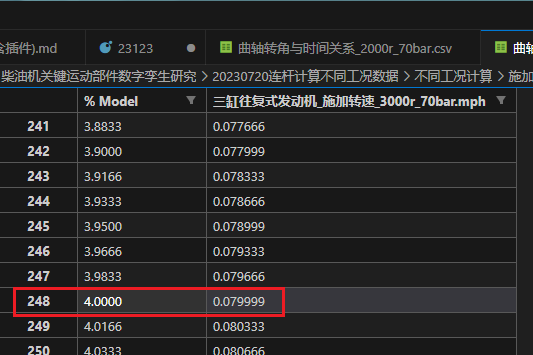 含插件).md 23123 曲轴转角与时间关系_2000r_70bar.csv 曲轴
柴油机关键运动部件数字孪生研究 > 20230720连杆计算不同工况数据 > 不同工况计算 > 施加
% Model 三缸往复式发动机_施加转速_3000r_70bar.mph
241 3.8833 0.077666
242 3.9000 0.077999
243 3.9166 0.078333
244 3.9333 0.078666
245 3.9500 0.078999
246 3.9666 0.079333
247 3.9833 0.079666
248 4.0000 0.079999
249 4.0166 0.080333
250 4.0333 0.080666